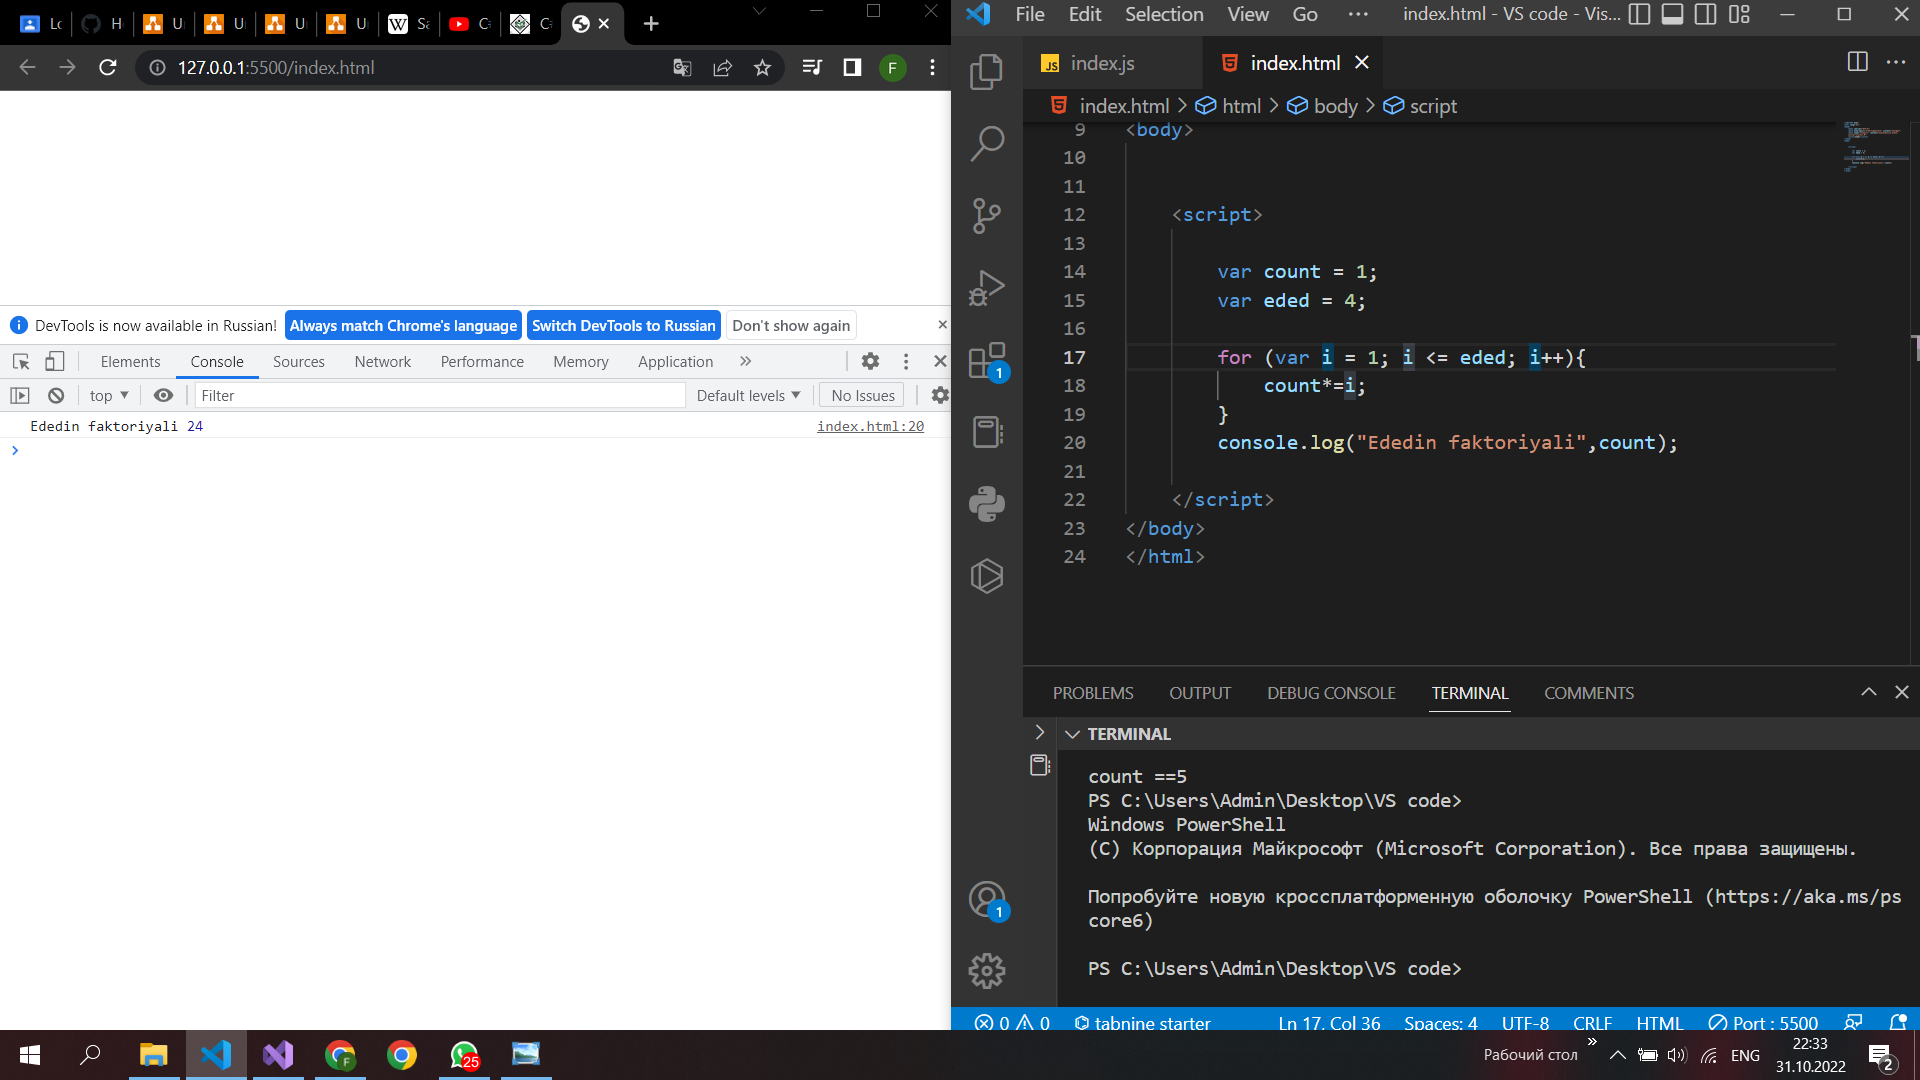 127.0.0.1:5500/index.html
F
DevTools is now available in Russian!
Always match Chrome's language
Switch DevTools to Russian
Don't show again
Elements
Console
Sources
Network
Performance
Memory
Application
top
Filter
Default levels
No Issues
Ededin faktoriyali 24
index.html:20
File
Edit
Selection
View
Go
index.html - VS code - Vis...
JS index.js
index.html
index.html > html > body > script
9 <body>
10
11
12 <script>
13
14 var count = 1;
15 var eded = 4;
16
17 for (var i = 1; i <= eded; i++){
18 count*=i;
19 }
20 console.log("Ededin faktoriyali",count);
21
22 </script>
23 </body>
24 </html>
1
1
PROBLEMS
OUTPUT
DEBUG CONSOLE
TERMINAL
COMMENTS
TERMINAL
count ==5
PS C:\Users\Admin\Desktop\VS code>
Windows PowerShell
(C) Корпорация Майкрософт (Microsoft Corporation). Все права защищены.
Попробуйте новую кроссплатформенную оболочку PowerShell (https://aka.ms/ps
core6)
PS C:\Users\Admin\Desktop\VS code>
0
0
tabnine starter
Ln 17, Col 36
Spaces: 4
UTF-8
CRLF
HTML
Port : 5500
25
Рабочий стол
ENG
22:33
31.10.2022
2